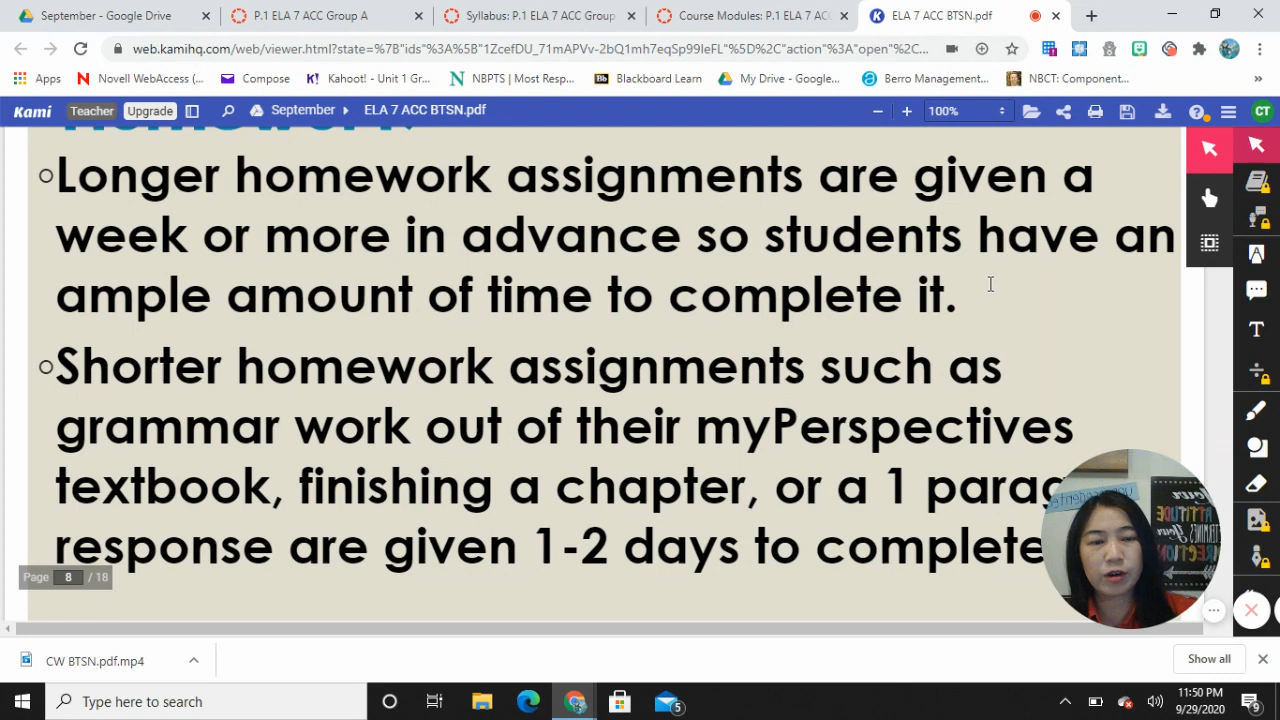 September - Google Drive
P.1 ELA 7 ACC Group A
Syllabus: P.1 ELA 7 ACC Group
Course Modules: P.1 ELA 7 AC
ELA 7 ACC BTSN.pdf
web.kamihq.com/web/viewer.html?state=%7B"ids"%3A%5B"1ZcefDU_71mAPVv-2bQ1mh7eqSp99IeFL"%5D%2C"action"%3A"open"%2C...
Apps
Novell WebAccess (...
Compose
Kahoot! - Unit 1 Gr...
NBPTS | Most Resp...
Blackboard Learn
My Drive - Google...
Berro Management...
NBCT: Component...
»
Kami
Teacher
Upgrade
September
ELA 7 ACC BTSN.pdf
100%
CT
Longer homework assignments are given a
week or more in advance so students have an
ample amount of time to complete it.
Shorter homework assignments such as
grammar work out of their myPerspectives
textbook, finishing a chapter, or a 1 parag
response are given 1-2 days to complete
Page 8 / 18
ATTITUDE
CW BTSN.pdf.mp4
Show all
Type here to search
5
11:50 PM
9/29/2020
9